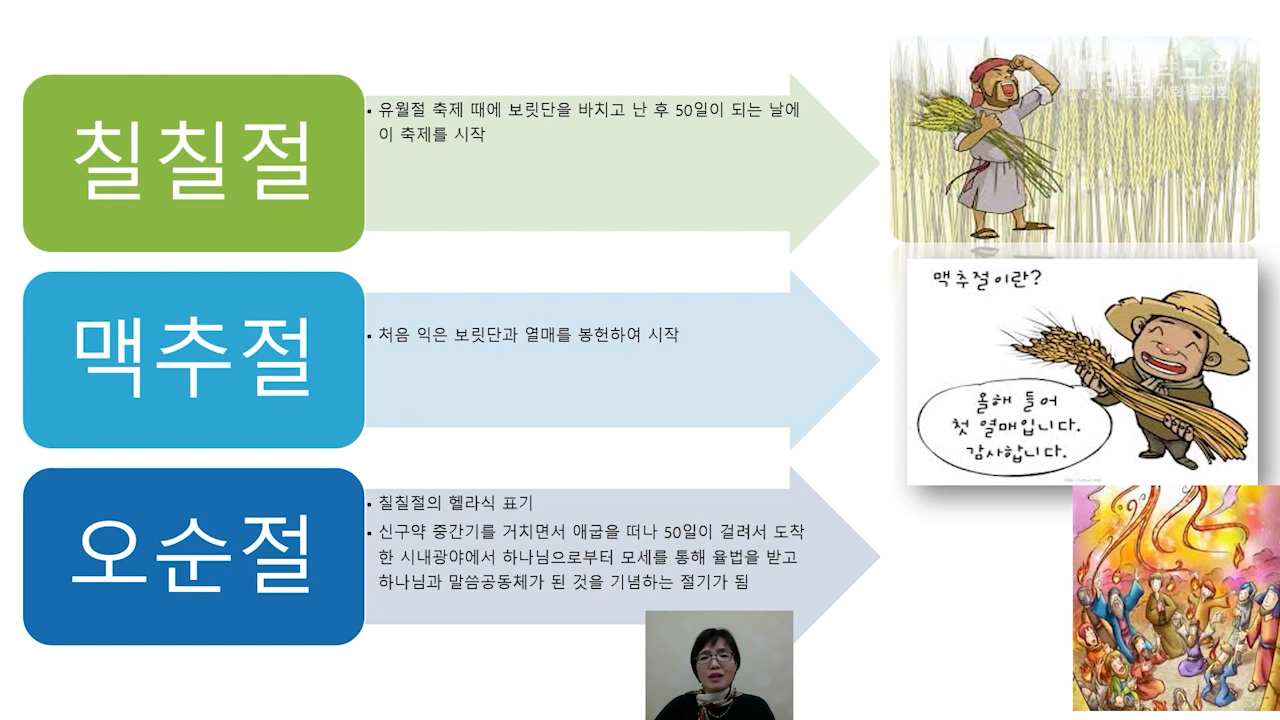 칠칠절
• 유월절 축제 때에 보릿단을 바치고 난 후 50일이 되는 날에
이 축제를 시작
맥추절
• 처음 익은 보릿단과 열매를 봉헌하여 시작
맥추절이란?
올해 들어
첫 열매입니다.
감사합니다.
오순절
• 칠칠절의 헬라식 표기
• 신구약 중간기를 거치면서 애굽을 떠나 50일이 걸려서 도착
한 시내광야에서 하나님으로부터 모세를 통해 율법을 받고
하나님과 말씀공동체가 된 것을 기념하는 절기가 됨